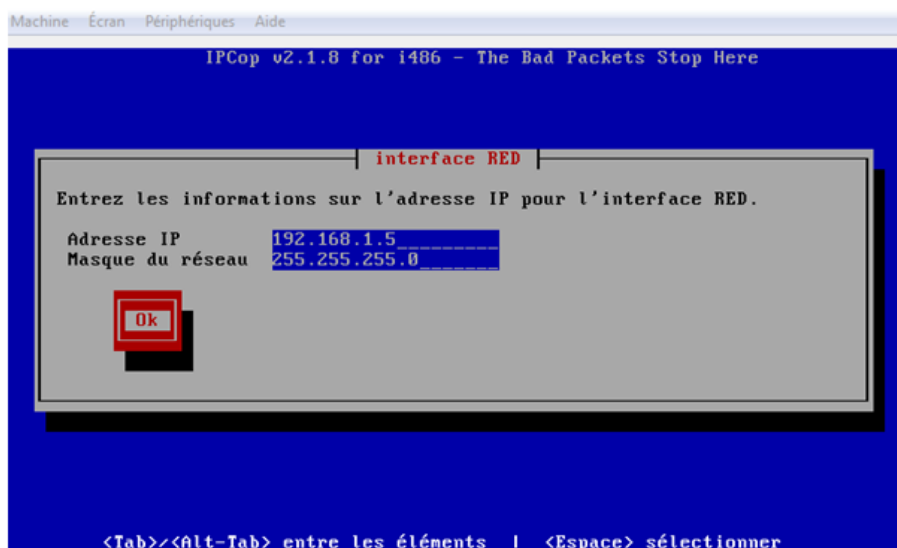 Machine Écran Périphériques Aide
IPCop v2.1.8 for i486 - The Bad Packets Stop Here
interface RED
Entrez les informations sur l'adresse IP pour l'interface RED.
Adresse IP 192.168.1.5
Masque du réseau 255.255.255.0
Ok
<Tab>/<Alt-Tab> entre les éléments | <Espace> sélectionner